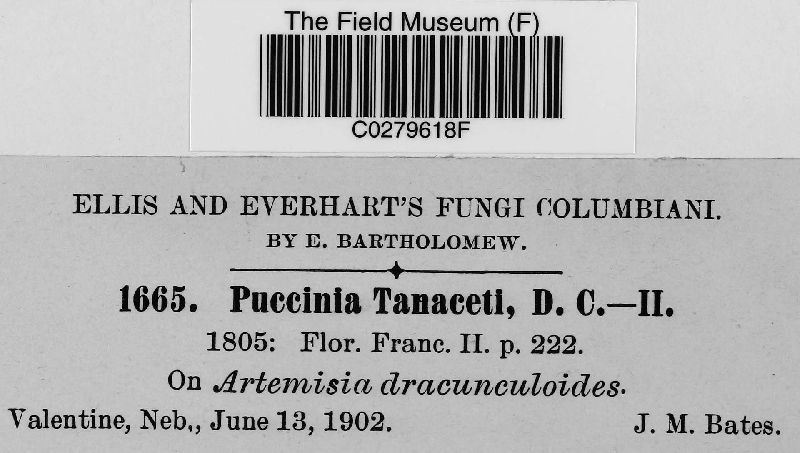 The Field Museum (F)
C0279618F
ELLIS AND EVERHART'S FUNGI COLUMBIANI.
BY E. BARTHOLOMEW.
1665. Puccinia Tanaceti, D. C.—II.
1805: Flor. Franc. II. p. 222.
On Artemisia dracunculoides.
Valentine, Neb., June 13, 1902. J. M. Bates.